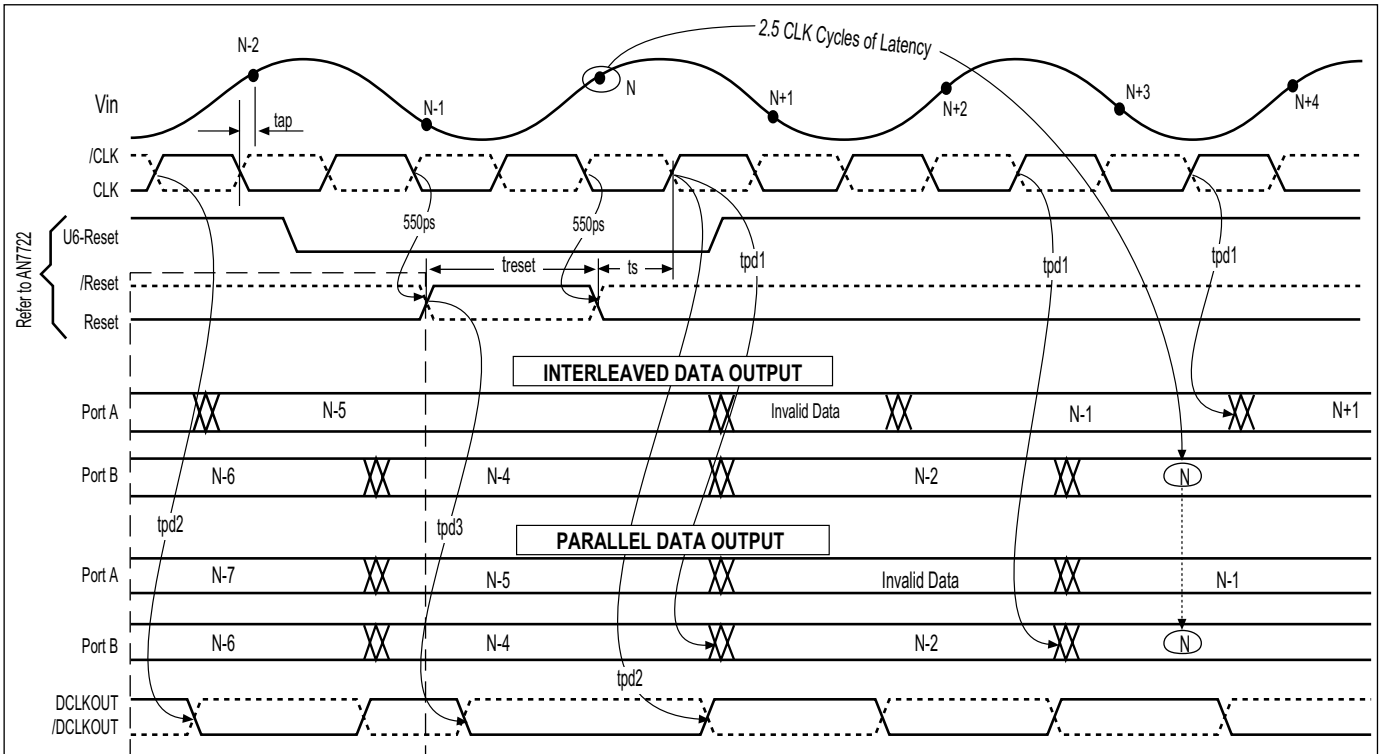 2.5 CLK Cycles of Latency
N-2
N
N-1
N+1
N+2
N+3
N+4
Vin
tap
/CLK
CLK
550ps
550ps
Refer to AN7722
U6-Reset
treset
ts
tpd1
tpd1
tpd1
/Reset
Reset
INTERLEAVED DATA OUTPUT
Port A
N-5
Invalid Data
N-1
N+1
Port B
N-6
N-4
N-2
N
tpd2
tpd3
PARALLEL DATA OUTPUT
Port A
N-7
N-5
Invalid Data
N-1
Port B
N-6
N-4
N-2
N
tpd2
DCLKOUT
/DCLKOUT